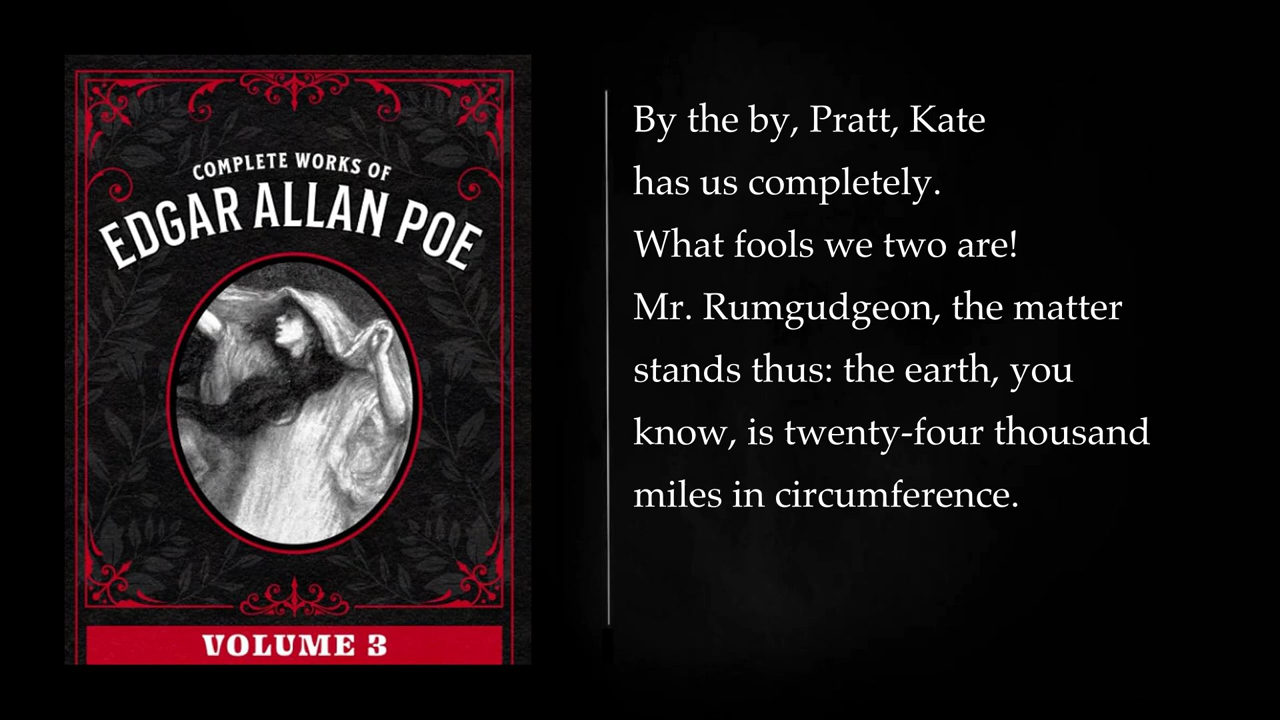 COMPLETE WORKS OF
EDGAR ALLAN POE
VOLUME 3
By the by, Pratt, Kate
has us completely.
What fools we two are!
Mr. Rumgudgeon, the matter
stands thus: the earth, you
know, is twenty-four thousand
miles in circumference.